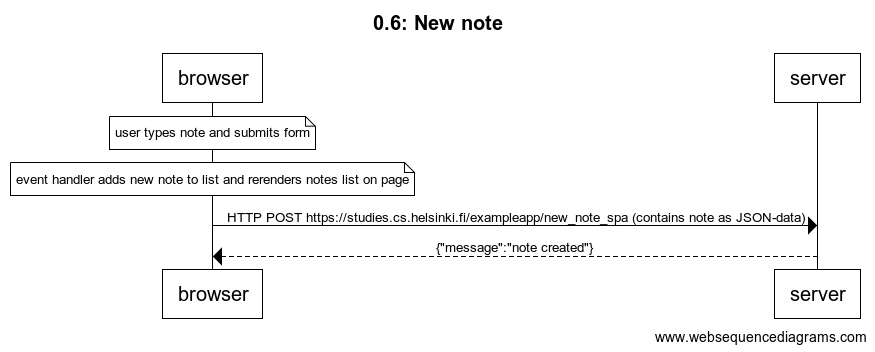 0.6: New note
browser
server
user types note and submits form
event handler adds new note to list and rerenders notes list on page
HTTP POST https://studies.cs.helsinki.fi/exampleapp/new_note_spa (contains note as JSON-data)
{"message":"note created"}
browser
server
www.websequencediagrams.com